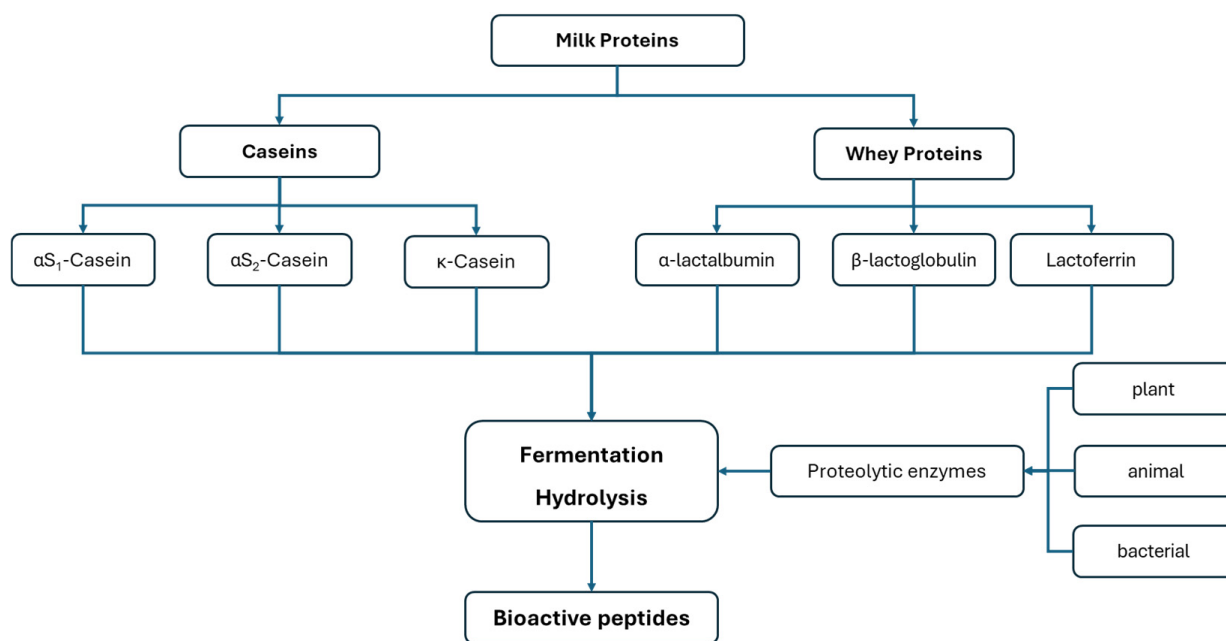 Milk Proteins
Caseins
Whey Proteins
αS₁-Casein
αS₂-Casein
κ-Casein
α-lactalbumin
β-lactoglobulin
Lactoferrin
plant
Fermentation
Hydrolysis
Proteolytic enzymes
animal
bacterial
Bioactive peptides